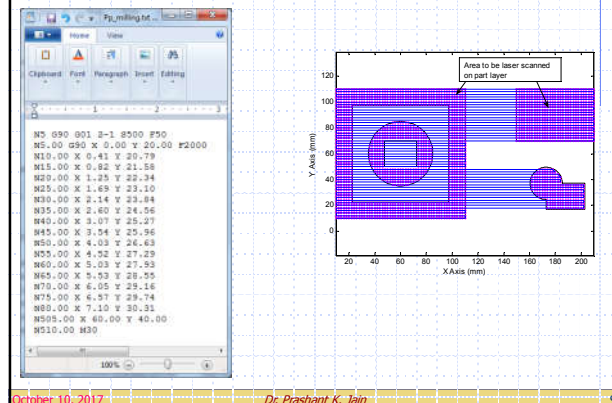 Pp_milling.txt ...
Home View
Clipboard Font Paragraph Insert Editing
1 2 3
N5 G90 G01 Z-1 S500 F50
N5.00 G90 X 0.00 Y 20.00 F2000
N10.00 X 0.41 Y 20.79
N15.00 X 0.82 Y 21.58
N20.00 X 1.25 Y 22.34
N25.00 X 1.69 Y 23.10
N30.00 X 2.14 Y 23.84
N35.00 X 2.60 Y 24.56
N40.00 X 3.07 Y 25.27
N45.00 X 3.54 Y 25.96
N50.00 X 4.03 Y 26.63
N55.00 X 4.52 Y 27.29
N60.00 X 5.03 Y 27.93
N65.00 X 5.53 Y 28.55
N70.00 X 6.05 Y 29.16
N75.00 X 6.57 Y 29.74
N80.00 X 7.10 Y 30.31
N505.00 X 60.00 Y 40.00
N510.00 M30
100%
Area to be laser scanned
on part layer
120
100
80
60
40
20
0
Y Axis (mm)
20 40 60 80 100 120 140 160 180 200
X Axis (mm)
October 10, 2017 Dr. Prashant K. Jain